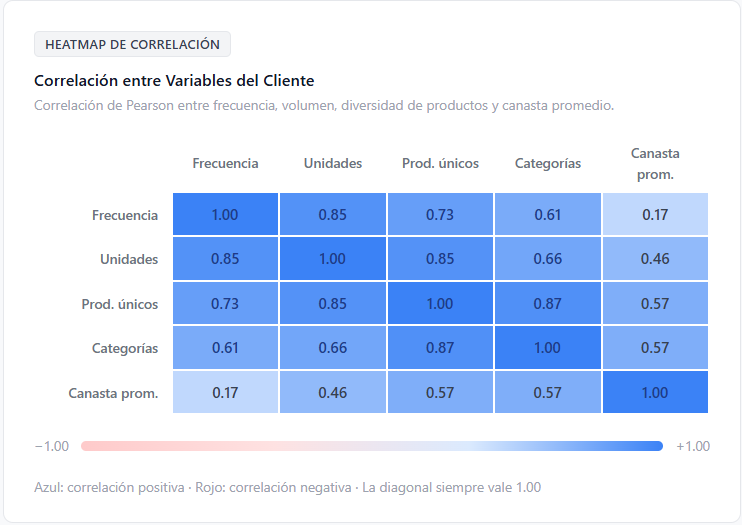 HEATMAP DE CORRELACIÓN
Correlación entre Variables del Cliente
Correlación de Pearson entre frecuencia, volumen, diversidad de productos y canasta promedio.
Frecuencia Unidades Prod. únicos Categorías Canasta prom.
Frecuencia 1.00 0.85 0.73 0.61 0.17
Unidades 0.85 1.00 0.85 0.66 0.46
Prod. únicos 0.73 0.85 1.00 0.87 0.57
Categorías 0.61 0.66 0.87 1.00 0.57
Canasta prom. 0.17 0.46 0.57 0.57 1.00
−1.00 +1.00
Azul: correlación positiva · Rojo: correlación negativa · La diagonal siempre vale 1.00